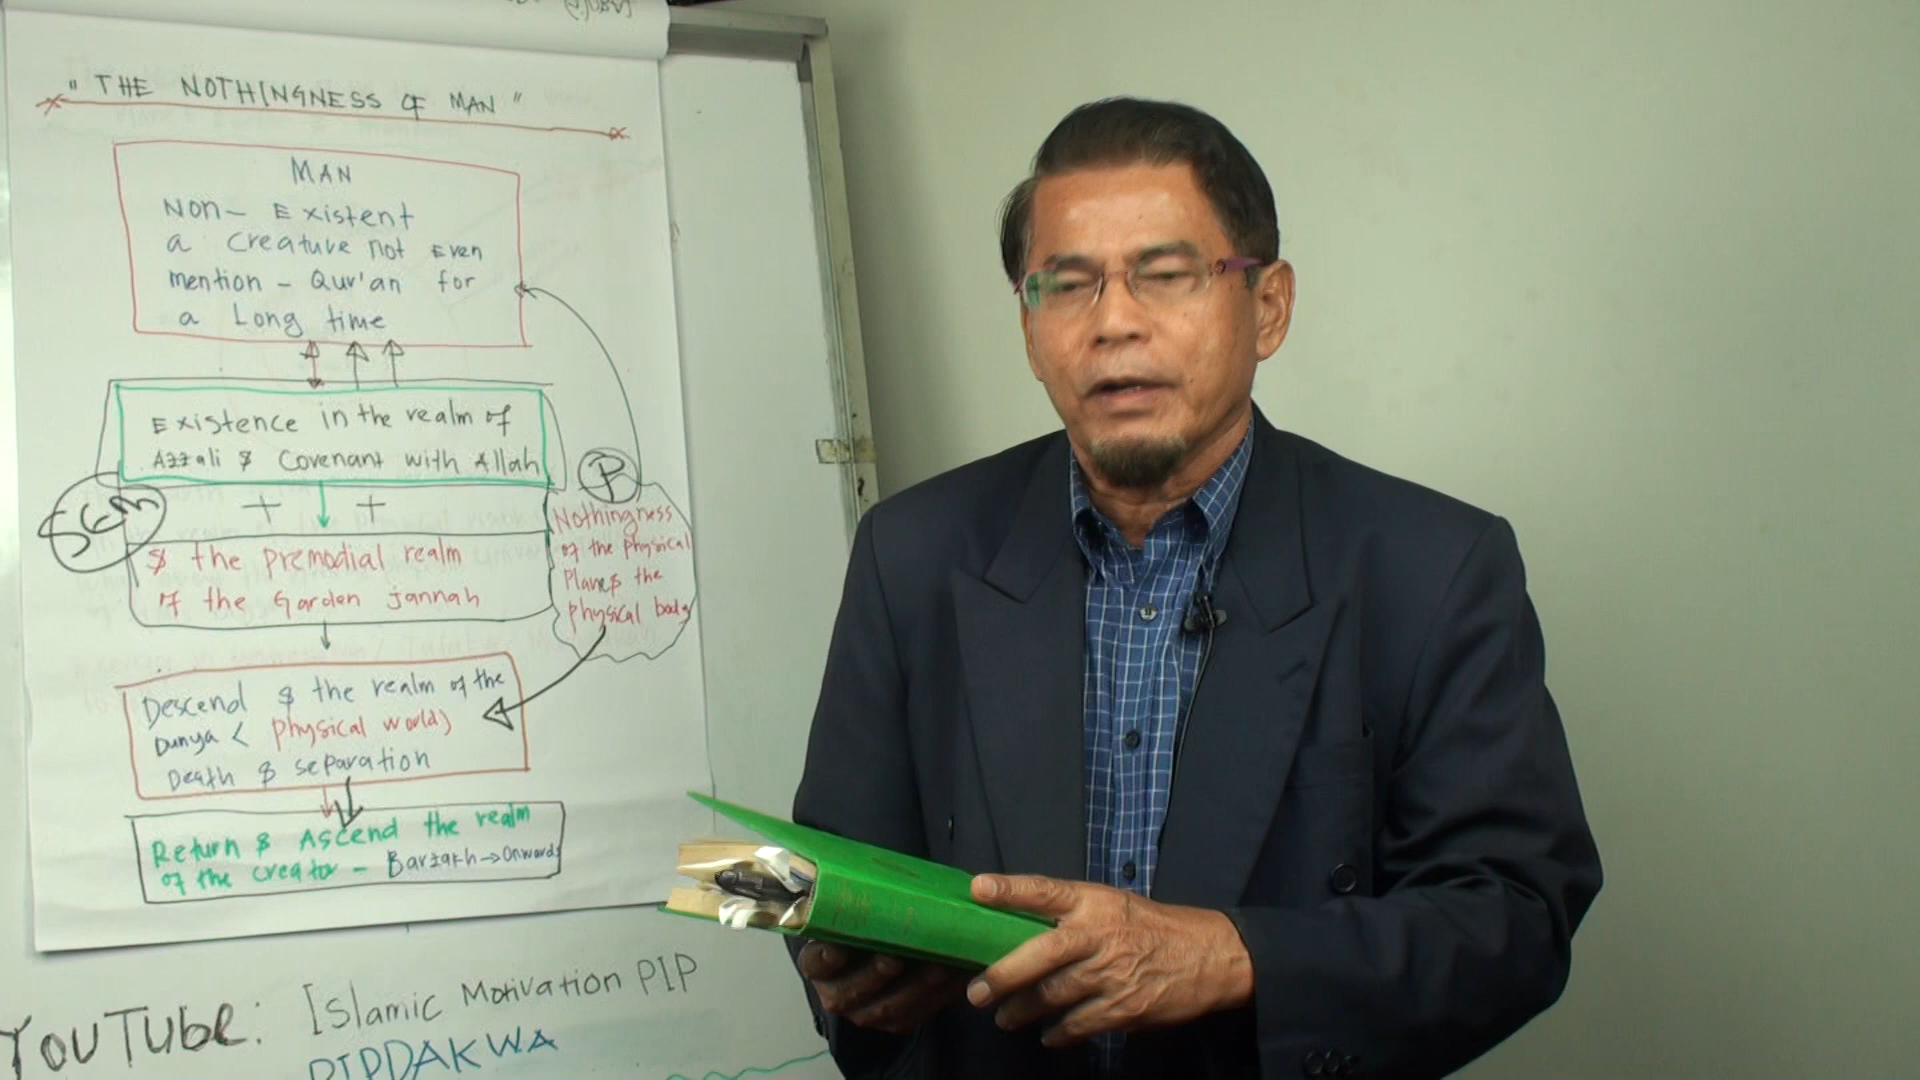 " THE NOTHINGNESS OF MAN "
MAN
NON- Existent
a creature not Even
mention - Qur'an for
a Long time
Existence in the realm of
Azzali $ Covenant with Allah
+ +
$ the premodial realm
of the Garden jannah
P
Nothingness
of the physical
Plane$ the
physical body
Descend $ the realm of the
Dunya < physical world)
Death $ separation
Return $ Ascend the realm
of the creator - Barzakh → Onwards
YOUTUbe: Islamic Motivation PIP
PIPDAKWA